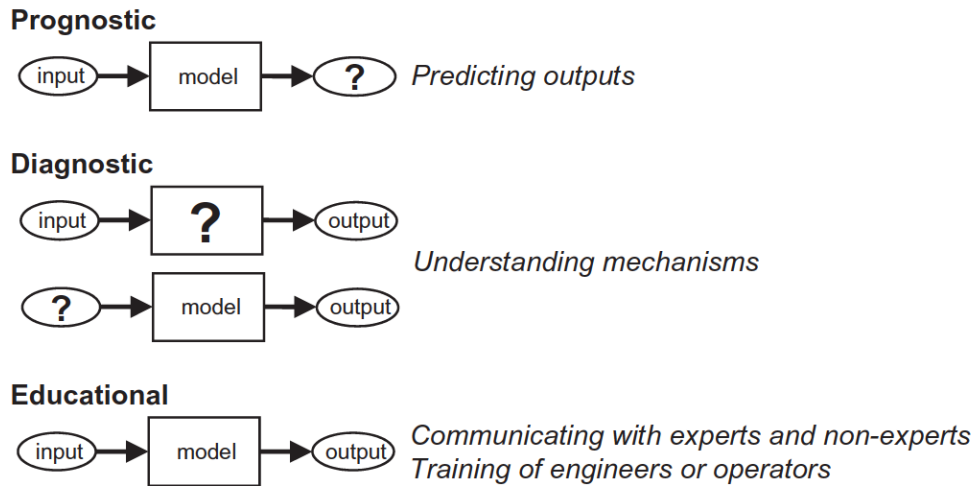 Prognostic
input model ? Predicting outputs
Diagnostic
input ? output
Understanding mechanisms
? model output
Educational
input model output
Communicating with experts and non-experts
Training of engineers or operators